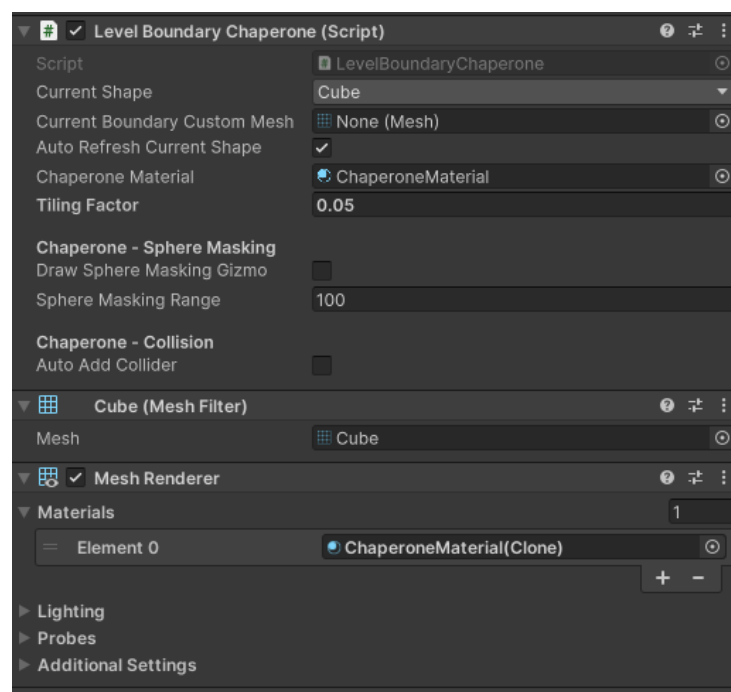 Level Boundary Chaperone (Script)
Script LevelBoundaryChaperone
Current Shape Cube
Current Boundary Custom Mesh None (Mesh)
Auto Refresh Current Shape
Chaperone Material ChaperoneMaterial
Tiling Factor 0.05
Chaperone - Sphere Masking
Draw Sphere Masking Gizmo
Sphere Masking Range 100
Chaperone - Collision
Auto Add Collider
Cube (Mesh Filter)
Mesh Cube
Mesh Renderer
Materials 1
Element 0 ChaperoneMaterial(Clone)
+ −
Lighting
Probes
Additional Settings